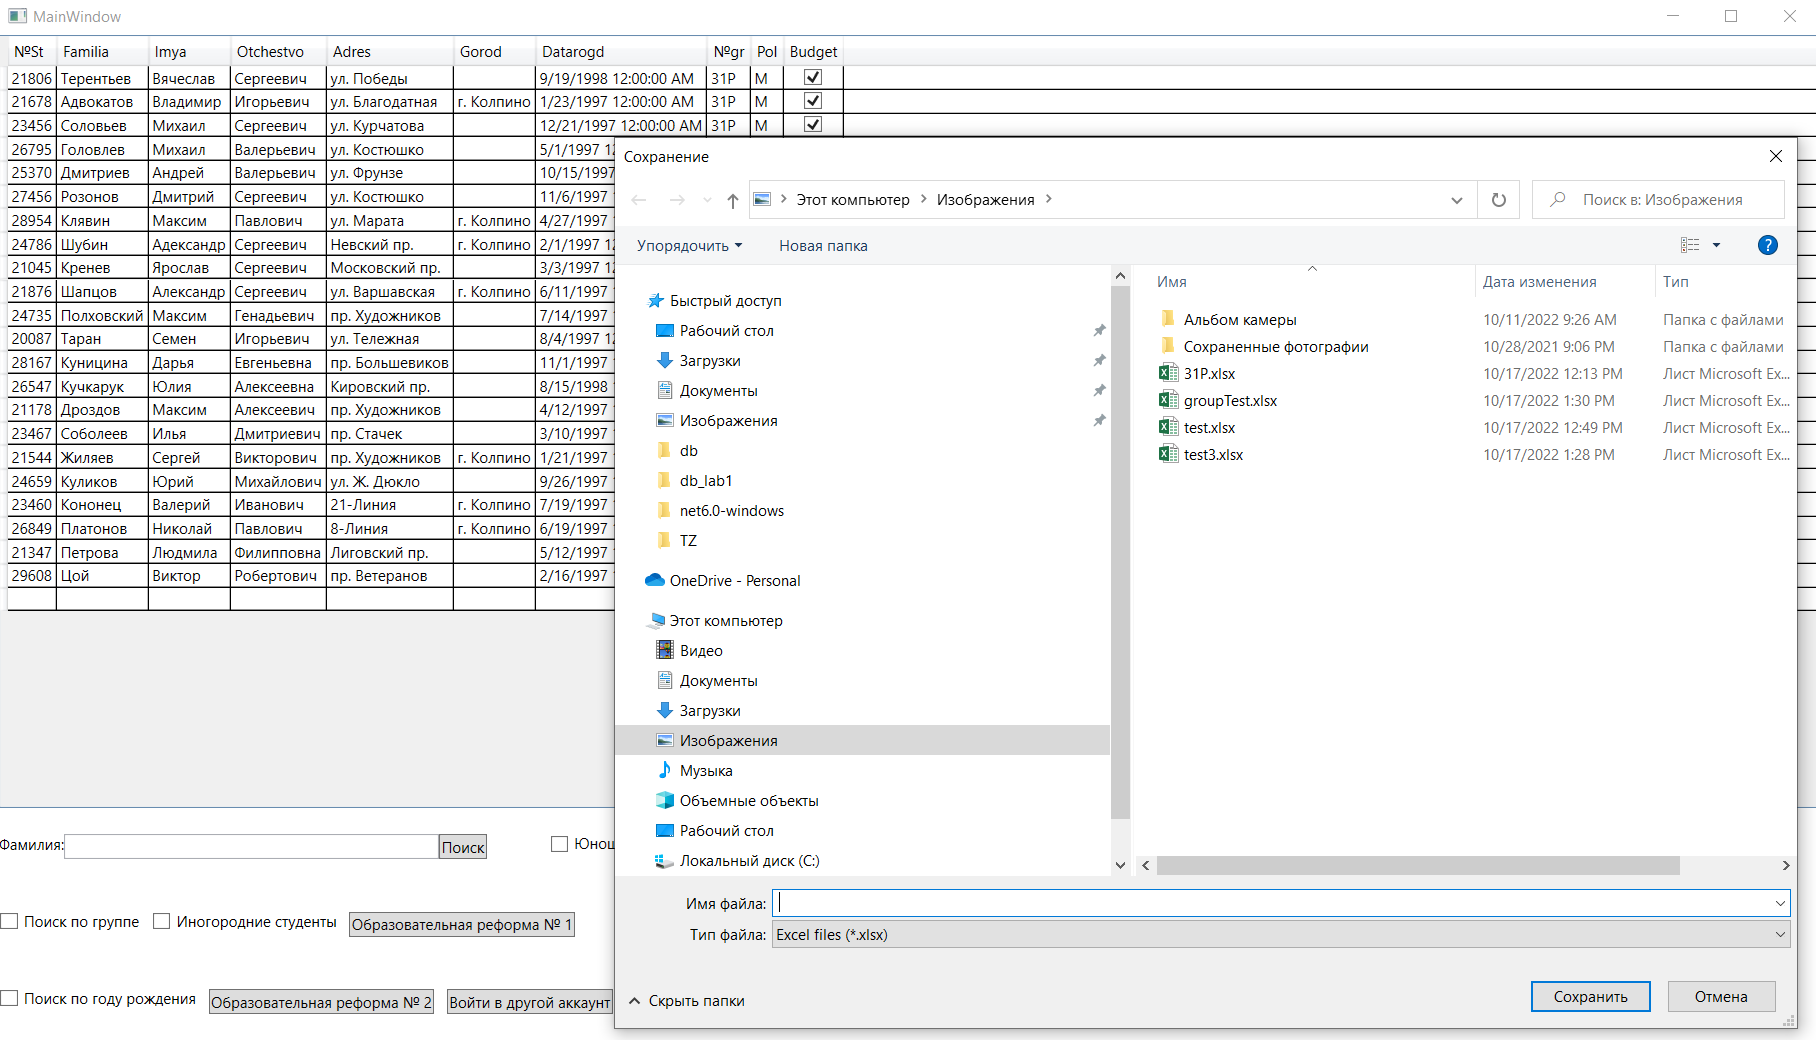 MainWindow
№St Familia Imya Otchestvo Adres Gorod Datarogd №gr Pol Budget
21806 Терентьев Вячеслав Сергеевич ул. Победы 9/19/1998 12:00:00 AM 31Р М
21678 Адвокатов Владимир Игорьевич ул. Благодатная г. Колпино 1/23/1997 12:00:00 AM 31Р М
23456 Соловьев Михаил Сергеевич ул. Курчатова 12/21/1997 12:00:00 AM 31Р М
26795 Головлев Михаил Валерьевич ул. Костюшко 5/1/1997
25370 Дмитриев Андрей Валерьевич ул. Фрунзе 10/15/1997
27456 Розонов Дмитрий Сергеевич ул. Костюшко 11/6/1997
28954 Клявин Максим Павлович ул. Марата г. Колпино 4/27/1997
24786 Шубин Адександр Сергеевич Невский пр. г. Колпино 2/1/1997
21045 Кренев Ярослав Сергеевич Московский пр. 3/3/1997
21876 Шапцов Александр Сергеевич ул. Варшавская г. Колпино 6/11/1997
24735 Полховский Максим Генадьевич пр. Художников 7/14/1997
20087 Таран Семен Игорьевич ул. Тележная 8/4/1997
28167 Куницина Дарья Евгеньевна пр. Большевиков 11/1/1997
26547 Кучкарук Юлия Алексеевна Кировский пр. 8/15/1998
21178 Дроздов Максим Алексеевич пр. Художников 4/12/1997
23467 Соболеев Илья Дмитриевич пр. Стачек 3/10/1997
21544 Жиляев Сергей Викторович пр. Художников г. Колпино 1/21/1997
24659 Куликов Юрий Михайлович ул. Ж. Дюкло 9/26/1997
23460 Кононец Валерий Иванович 21-Линия г. Колпино 7/19/1997
26849 Платонов Николай Павлович 8-Линия г. Колпино 6/19/1997
21347 Петрова Людмила Филипповна Лиговский пр. 5/12/1997
29608 Цой Виктор Робертович пр. Ветеранов 2/16/1997
Фамилия: Поиск
Поиск по группе Иногородние студенты Образовательная реформа № 1
Поиск по году рождения Образовательная реформа № 2 Войти в другой аккаунт
Сохранение
Этот компьютер Изображения
Поиск в: Изображения
Упорядочить Новая папка
?
Быстрый доступ
Рабочий стол
Загрузки
Документы
Изображения
db
db_lab1
net6.0-windows
TZ
OneDrive - Personal
Этот компьютер
Видео
Документы
Загрузки
Изображения
Музыка
Объемные объекты
Рабочий стол
Локальный диск (C:)
Имя Дата изменения Тип
Альбом камеры 10/11/2022 9:26 AM Папка с файлами
Сохраненные фотографии 10/28/2021 9:06 PM Папка с файлами
31P.xlsx 10/17/2022 12:13 PM Лист Microsoft Ex...
groupTest.xlsx 10/17/2022 1:30 PM Лист Microsoft Ex...
test.xlsx 10/17/2022 12:49 PM Лист Microsoft Ex...
test3.xlsx 10/17/2022 1:28 PM Лист Microsoft Ex...
Имя файла:
Тип файла: Excel files (*.xlsx)
Скрыть папки
Сохранить Отмена